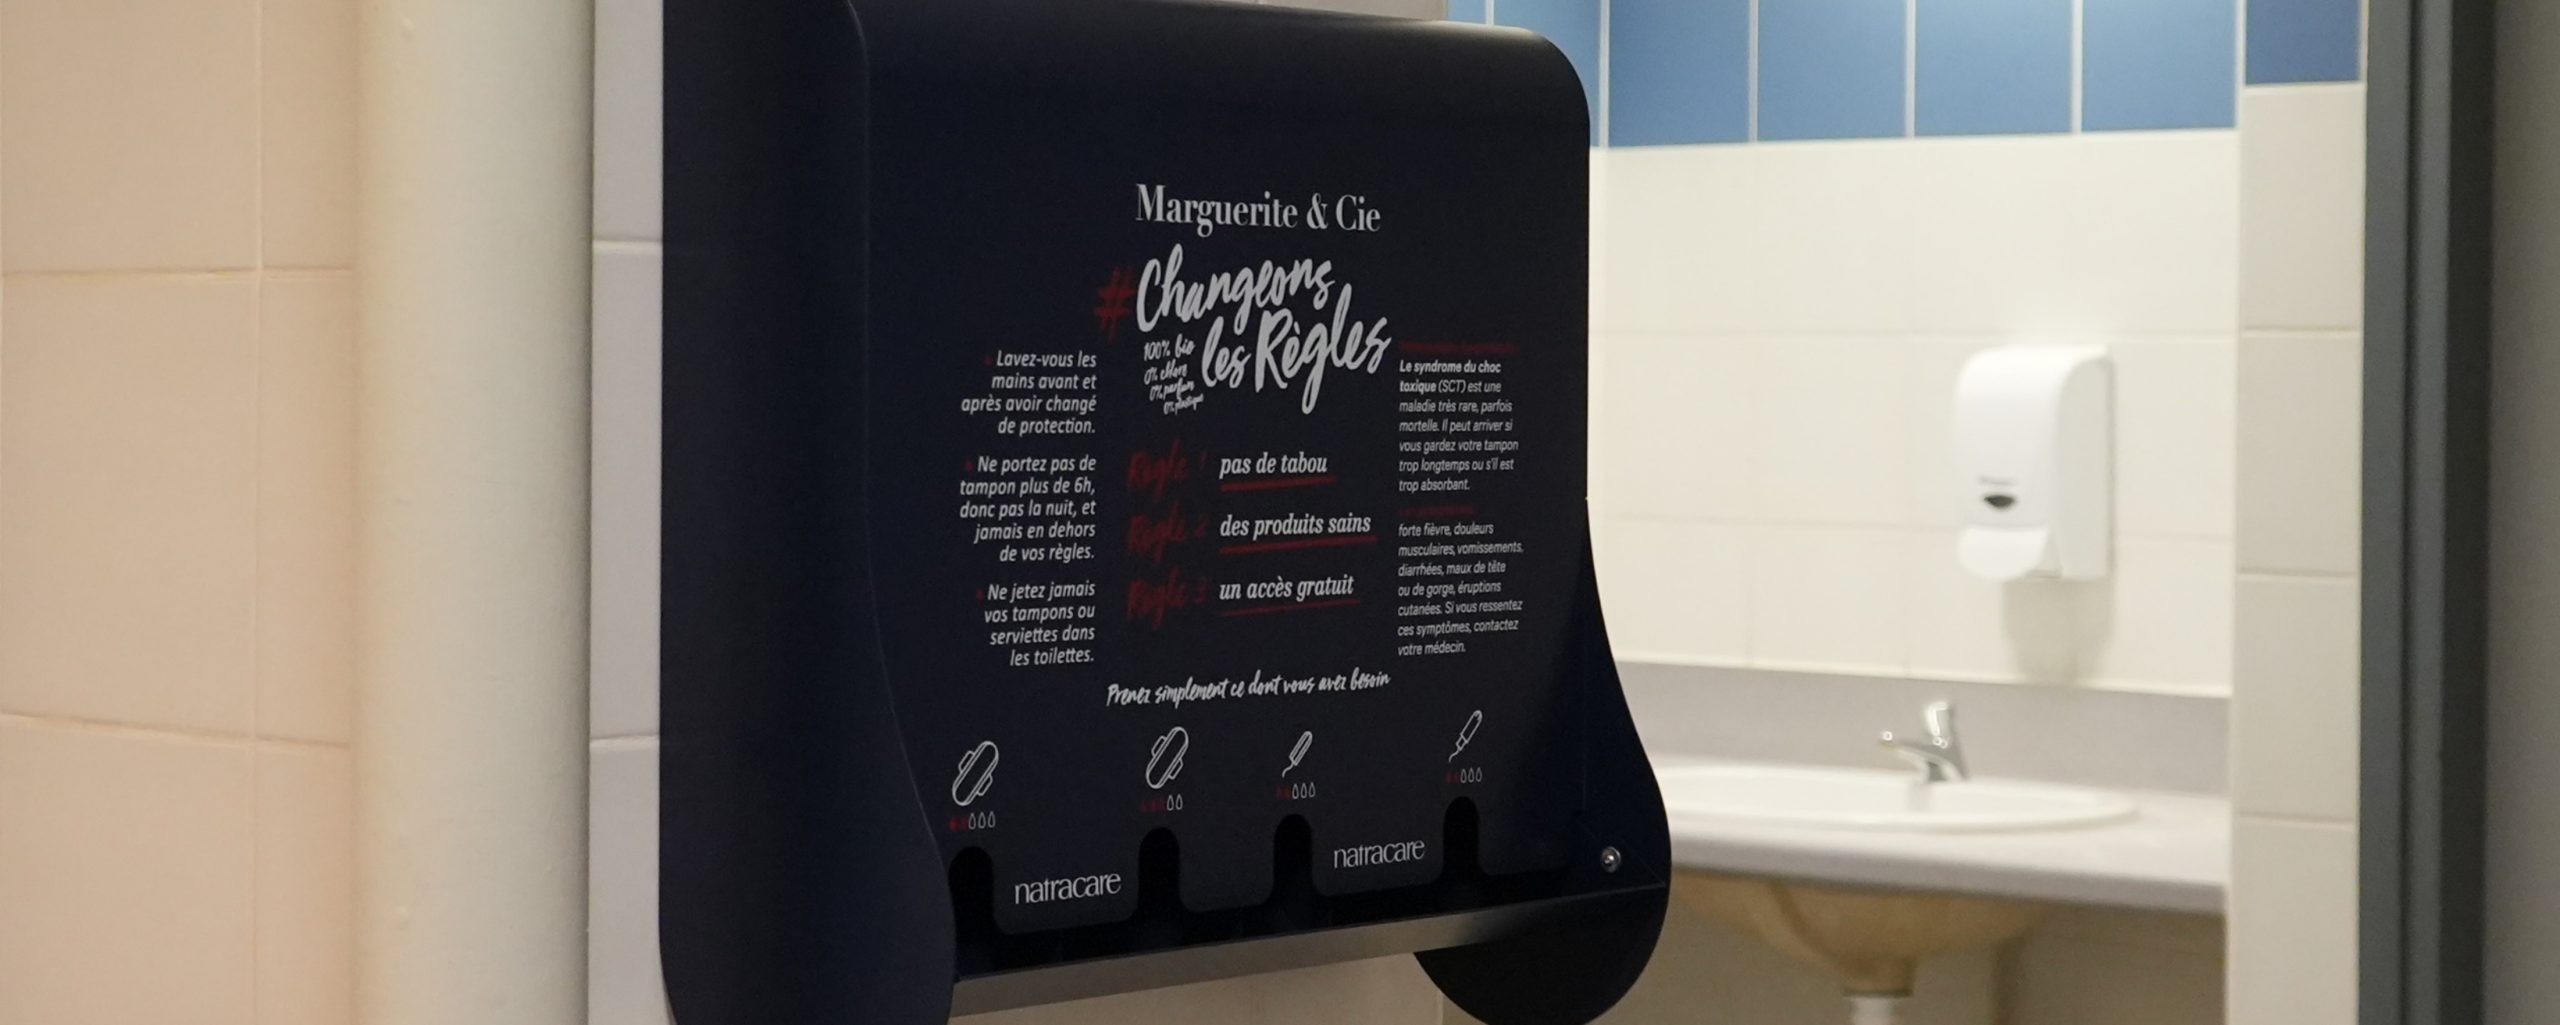 Marguerite & Cie
#Changeons
les Règles
100% bio
0% chlore
0% parfum
0% plastique
Lavez-vous les
mains avant et
après avoir changé
de protection.
Ne portez pas de
tampon plus de 6h,
donc pas la nuit, et
jamais en dehors
de vos règles.
Ne jetez jamais
vos tampons ou
serviettes dans
les toilettes.
Règle 1 pas de tabou
Règle 2 des produits sains
Règle 3 un accès gratuit
Le syndrome du choc
toxique (SCT) est une
maladie très rare, parfois
mortelle. Il peut arriver si
vous gardez votre tampon
trop longtemps ou s'il est
trop absorbant.
forte fièvre, douleurs
musculaires, vomissements,
diarrhées, maux de tête
ou de gorge, éruptions
cutanées. Si vous ressentez
ces symptômes, contactez
votre médecin.
Prenez simplement ce dont vous avez besoin
natracare
natracare